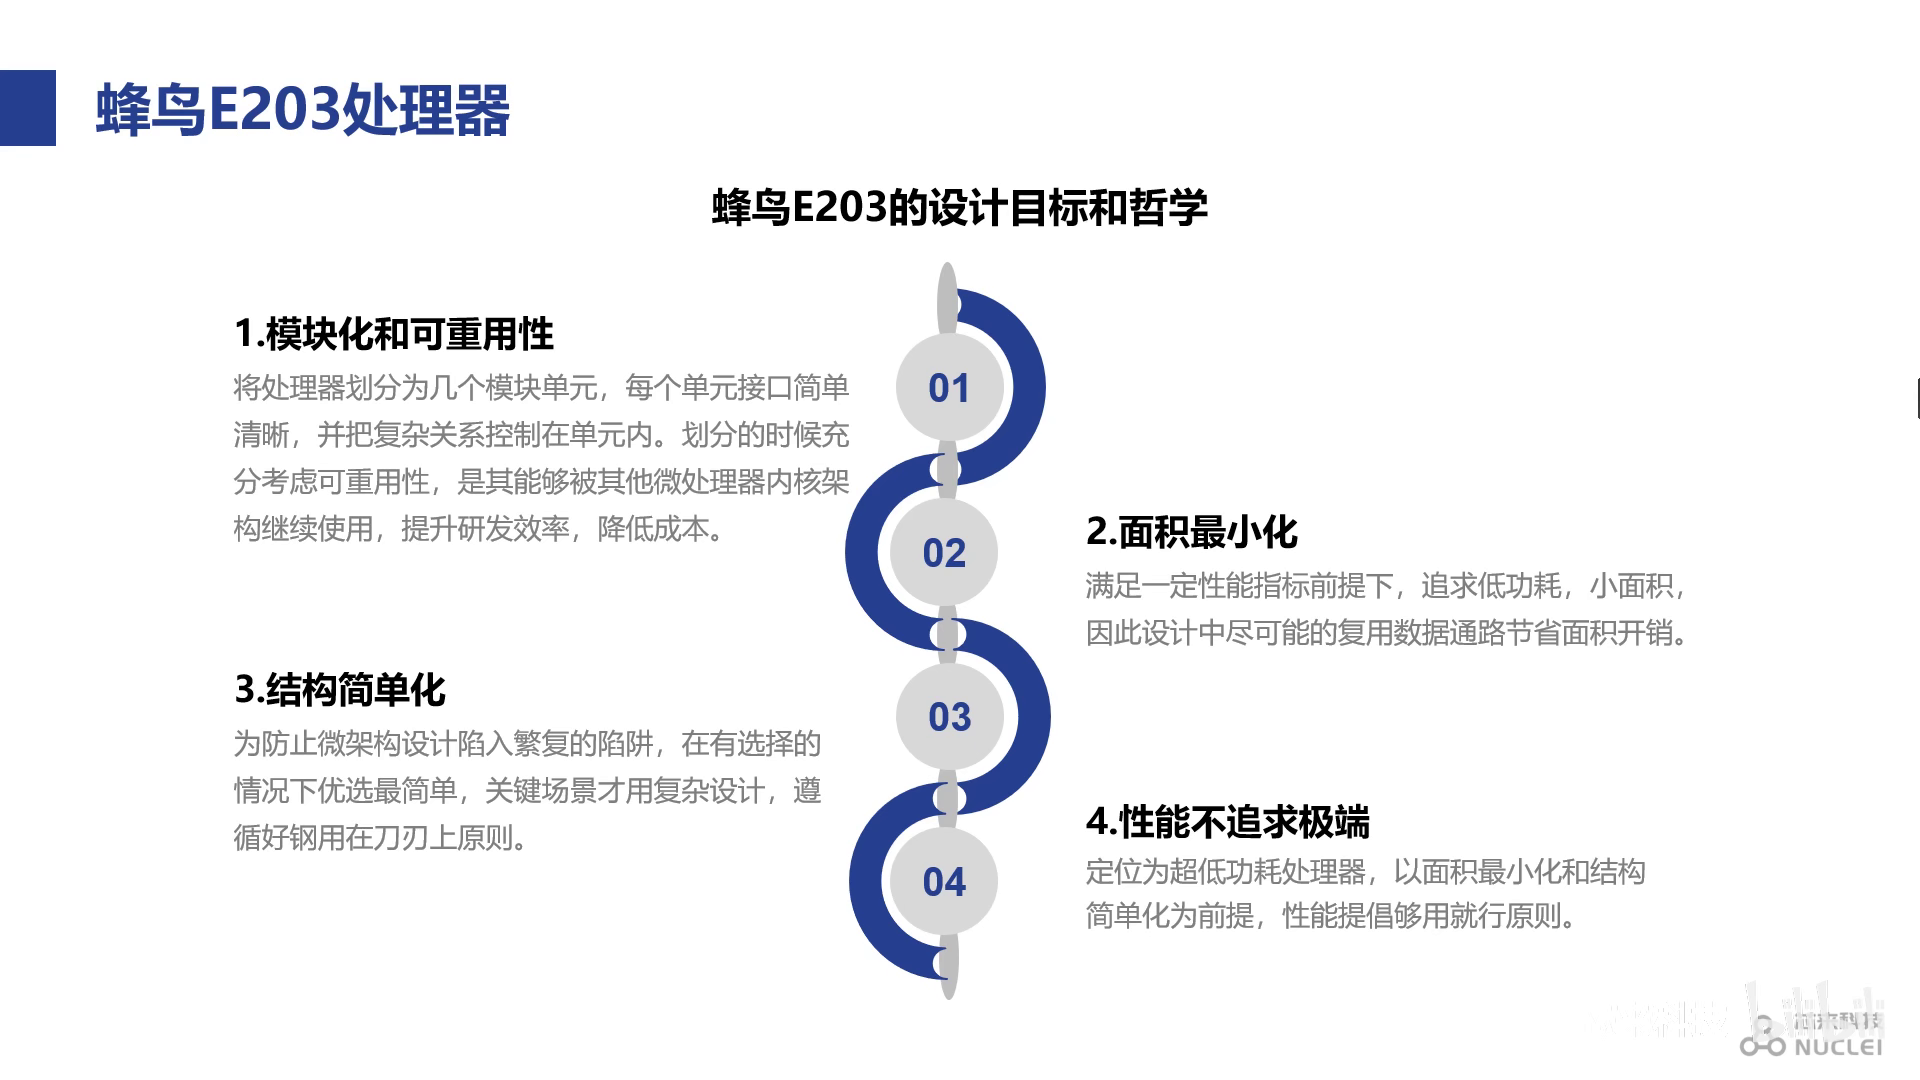 蜂鸟E203处理器
蜂鸟E203的设计目标和哲学
1.模块化和可重用性
将处理器划分为几个模块单元，每个单元接口简单
清晰，并把复杂关系控制在单元内。划分的时候充
分考虑可重用性，是其能够被其他微处理器内核架
构继续使用，提升研发效率，降低成本。
01
02
2.面积最小化
满足一定性能指标前提下，追求低功耗，小面积，
因此设计中尽可能的复用数据通路节省面积开销。
3.结构简单化
为防止微架构设计陷入繁复的陷阱，在有选择的
情况下优选最简单，关键场景才用复杂设计，遵
循好钢用在刀刃上原则。
03
04
4.性能不追求极端
定位为超低功耗处理器，以面积最小化和结构
简单化为前提，性能提倡够用就行原则。
芯来科技
bilibili
NUCLEI